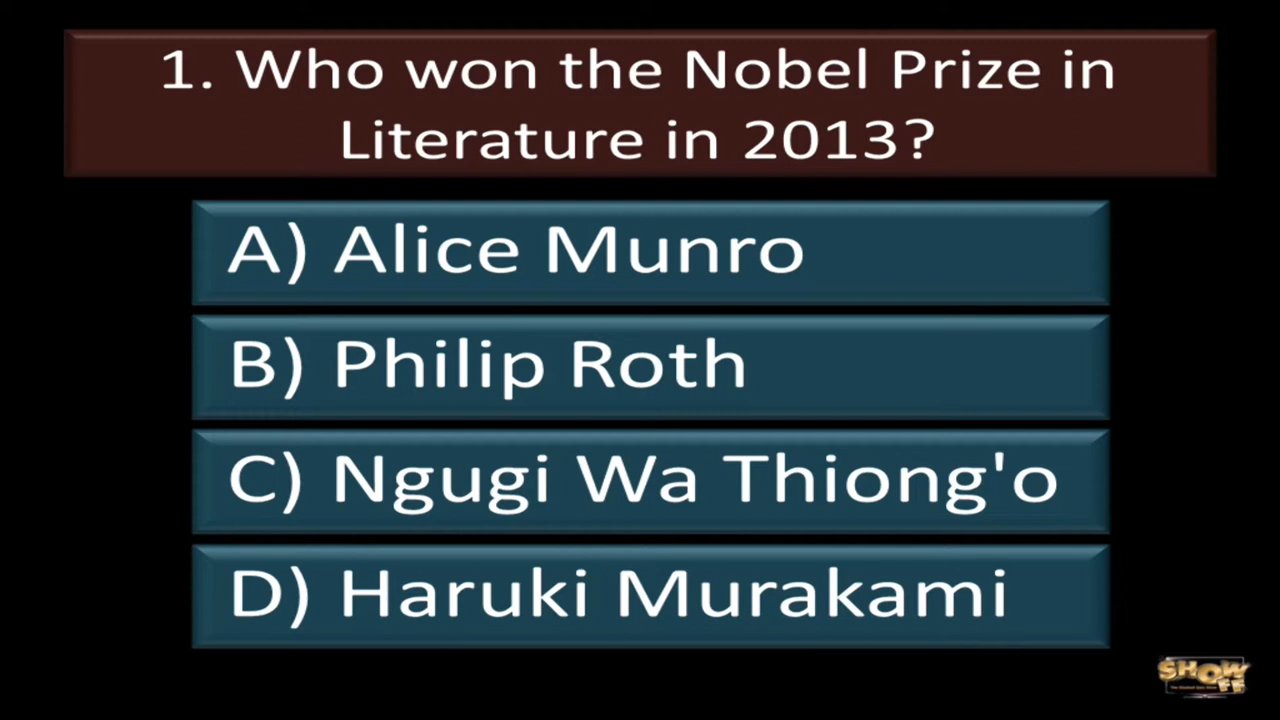 1. Who won the Nobel Prize in
Literature in 2013?
A) Alice Munro
B) Philip Roth
C) Ngugi Wa Thiong'o
D) Haruki Murakami
SHOW
FF